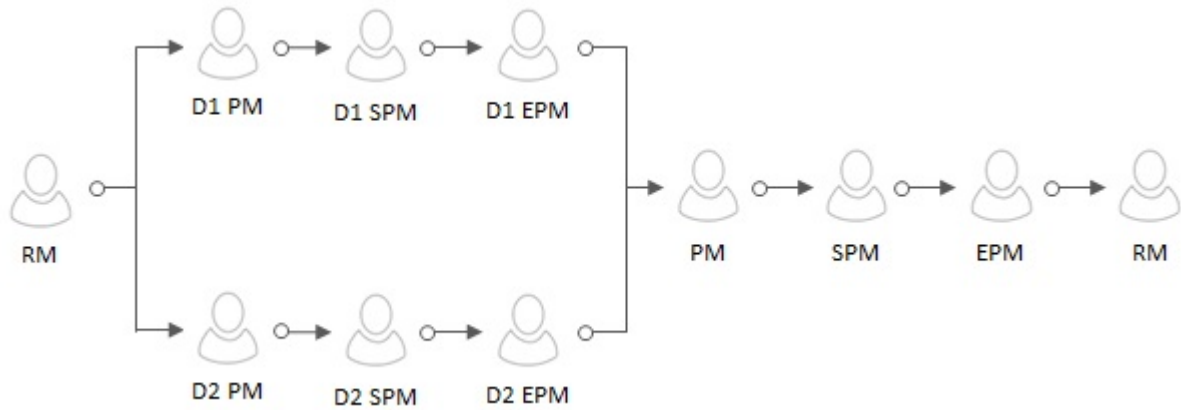 D1 PM
D1 SPM
D1 EPM
RM
PM
SPM
EPM
RM
D2 PM
D2 SPM
D2 EPM